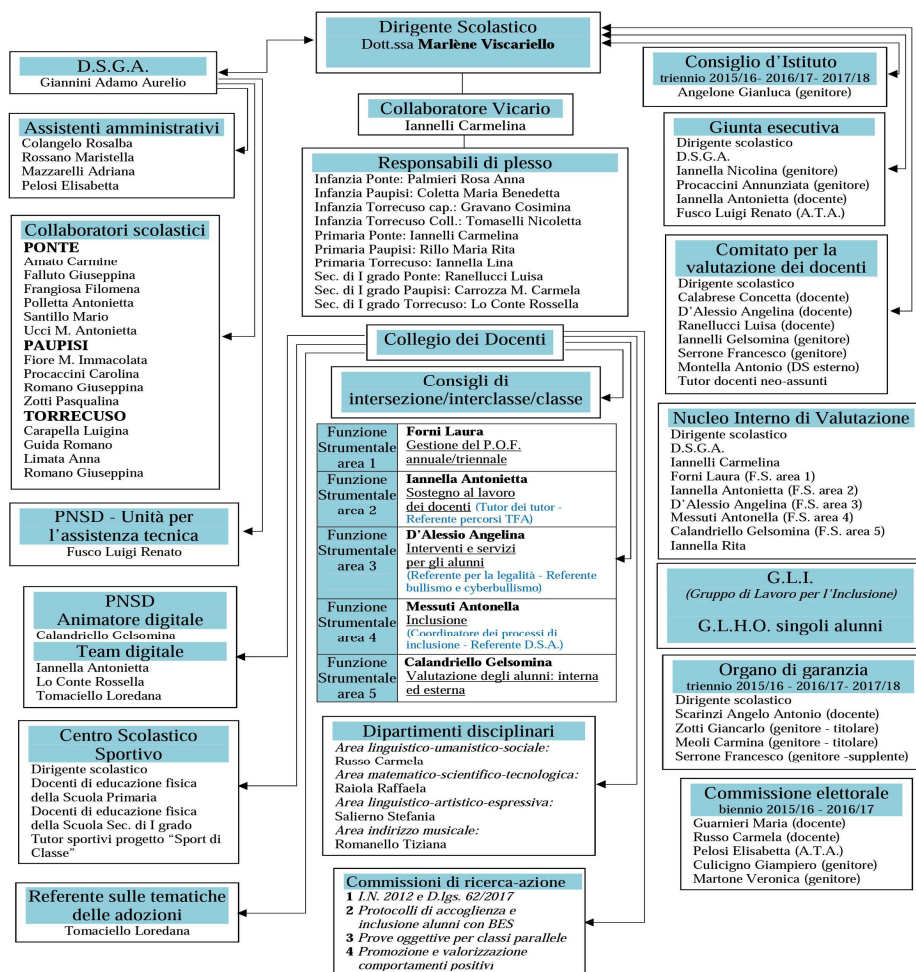 Dirigente Scolastico
Dott.ssa Marlène Viscariello
D.S.G.A.
Giannini Adamo Aurelio
Assistenti amministrativi
Colangelo Rosalba
Rossano Maristella
Mazzarelli Adriana
Pelosi Elisabetta
Collaboratori scolastici
PONTE
Amato Carmine
Falluto Giuseppina
Frangiosa Filomena
Polletta Antonietta
Santillo Mario
Ucci M. Antonietta
PAUPISI
Fiore M. Immacolata
Procaccini Carolina
Romano Giuseppina
Zotti Pasqualina
TORRECUSO
Carapella Luigina
Guida Romano
Limata Anna
Romano Giuseppina
PNSD - Unità per
l'assistenza tecnica
Fusco Luigi Renato
PNSD
Animatore digitale
Calandriello Gelsomina
Team digitale
Iannella Antonietta
Lo Conte Rossella
Tomaciello Loredana
Centro Scolastico
Sportivo
Dirigente scolastico
Docenti di educazione fisica
della Scuola Primaria
Docenti di educazione fisica
della Scuola Sec. di I grado
Tutor sportivi progetto "Sport di
Classe"
Referente sulle tematiche
delle adozioni
Tomaciello Loredana
Collaboratore Vicario
Iannelli Carmelina
Responsabili di plesso
Infanzia Ponte: Palmieri Rosa Anna
Infanzia Paupisi: Coletta Maria Benedetta
Infanzia Torrecuso cap.: Gravano Cosimina
Infanzia Torrecuso Coll.: Tomaselli Nicoletta
Primaria Ponte: Iannelli Carmelina
Primaria Paupisi: Rillo Maria Rita
Primaria Torrecuso: Iannella Lina
Sec. di I grado Ponte: Ranellucci Luisa
Sec. di I grado Paupisi: Carrozza M. Carmela
Sec. di I grado Torrecuso: Lo Conte Rossella
Collegio dei Docenti
Consigli di
intersezione/interclasse/classe
Funzione
Strumentale
area 1
Forni Laura
Gestione del P.O.F.
annuale/triennale
Funzione
Strumentale
area 2
Iannella Antonietta
Sostegno al lavoro
dei docenti (Tutor dei tutor -
Referente percorsi TFA)
Funzione
Strumentale
area 3
D'Alessio Angelina
Interventi e servizi
per gli alunni
(Referente per la legalità - Referente
bullismo e cyberbullismo)
Funzione
Strumentale
area 4
Messuti Antonella
Inclusione
(Coordinatore dei processi di
inclusione - Referente D.S.A.)
Funzione
Strumentale
area 5
Calandriello Gelsomina
Valutazione degli alunni: interna
ed esterna
Dipartimenti disciplinari
Area linguistico-umanistico-sociale:
Russo Carmela
Area matematico-scientifico-tecnologica:
Raiola Raffaela
Area linguistico-artistico-espressiva:
Salierno Stefania
Area indirizzo musicale:
Romanello Tiziana
Commissioni di ricerca-azione
1 I.N. 2012 e D.lgs. 62/2017
2 Protocolli di accoglienza e
inclusione alunni con BES
3 Prove oggettive per classi parallele
4 Promozione e valorizzazione
comportamenti positivi
Consiglio d'Istituto
triennio 2015/16- 2016/17- 2017/18
Angelone Gianluca (genitore)
Giunta esecutiva
Dirigente scolastico
D.S.G.A.
Iannella Nicolina (genitore)
Procaccini Annunziata (genitore)
Iannella Antonietta (docente)
Fusco Luigi Renato (A.T.A.)
Comitato per la
valutazione dei docenti
Dirigente scolastico
Calabrese Concetta (docente)
D'Alessio Angelina (docente)
Ranellucci Luisa (docente)
Iannelli Gelsomina (genitore)
Serrone Francesco (genitore)
Montella Antonio (DS esterno)
Tutor docenti neo-assunti
Nucleo Interno di Valutazione
Dirigente scolastico
D.S.G.A.
Iannelli Carmelina
Forni Laura (F.S. area 1)
Iannella Antonietta (F.S. area 2)
D'Alessio Angelina (F.S. area 3)
Messuti Antonella (F.S. area 4)
Calandriello Gelsomina (F.S. area 5)
Iannella Rita
G.L.I.
(Gruppo di Lavoro per l'Inclusione)
G.L.H.O. singoli alunni
Organo di garanzia
triennio 2015/16 - 2016/17- 2017/18
Dirigente scolastico
Scarinzi Angelo Antonio (docente)
Zotti Giancarlo (genitore - titolare)
Meoli Carmina (genitore - titolare)
Serrone Francesco (genitore -supplente)
Commissione elettorale
biennio 2015/16 - 2016/17
Guarnieri Maria (docente)
Russo Carmela (docente)
Pelosi Elisabetta (A.T.A.)
Culicigno Giampiero (genitore)
Martone Veronica (genitore)